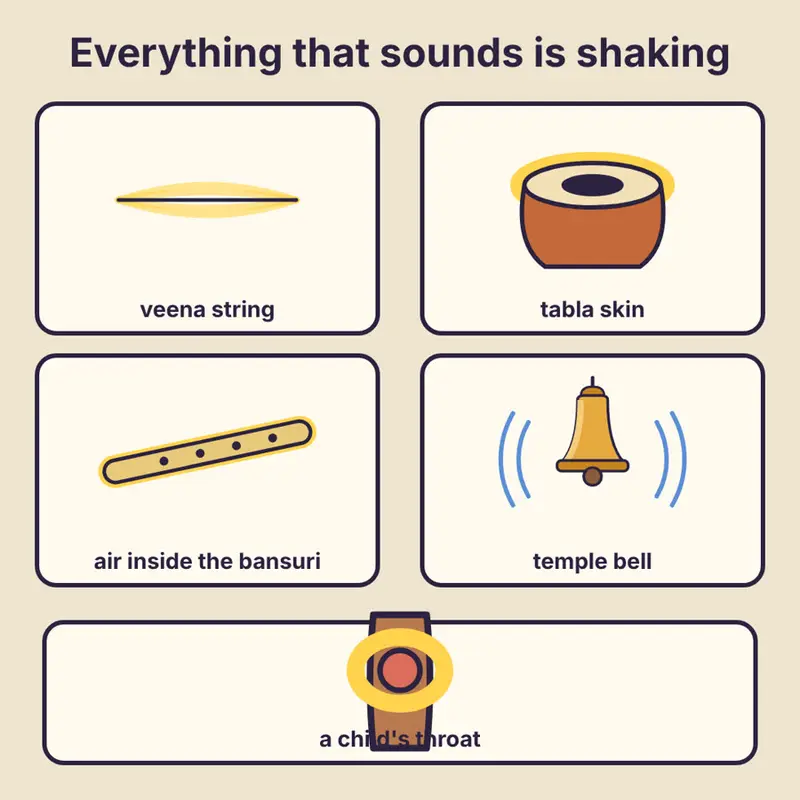 Everything that sounds is shaking
veena string
tabla skin
air inside the bansuri
temple bell
a child's throat